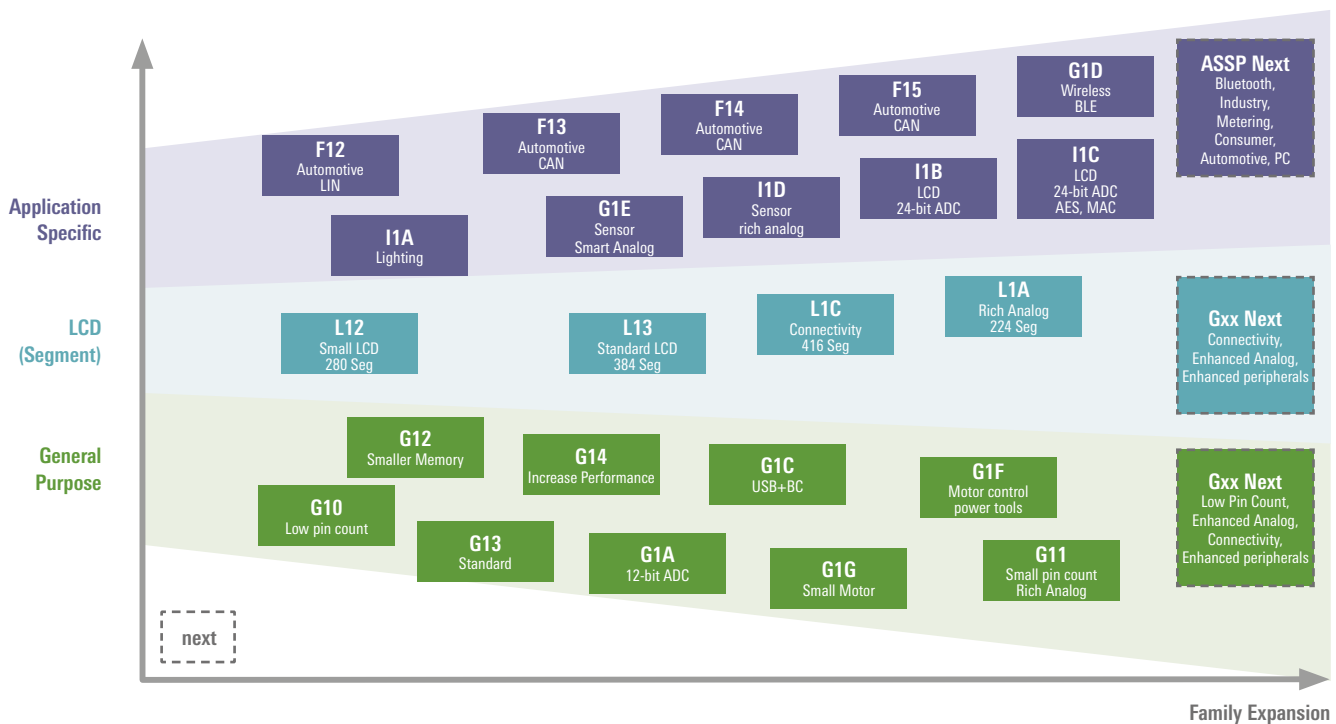 Application
Specific
F12
Automotive
LIN
I1A
Lighting
F13
Automotive
CAN
G1E
Sensor
Smart Analog
F14
Automotive
CAN
I1D
Sensor
rich analog
F15
Automotive
CAN
I1B
LCD
24-bit ADC
G1D
Wireless
BLE
I1C
LCD
24-bit ADC
AES, MAC
ASSP Next
Bluetooth,
Industry,
Metering,
Consumer,
Automotive, PC
LCD
(Segment)
L12
Small LCD
280 Seg
L13
Standard LCD
384 Seg
L1C
Connectivity
416 Seg
L1A
Rich Analog
224 Seg
Gxx Next
Connectivity,
Enhanced Analog,
Enhanced peripherals
General
Purpose
G12
Smaller Memory
G10
Low pin count
G14
Increase Performance
G13
Standard
G1C
USB+BC
G1A
12-bit ADC
G1F
Motor control
power tools
G1G
Small Motor
G11
Small pin count
Rich Analog
Gxx Next
Low Pin Count,
Enhanced Analog,
Connectivity,
Enhanced peripherals
next
Family Expansion